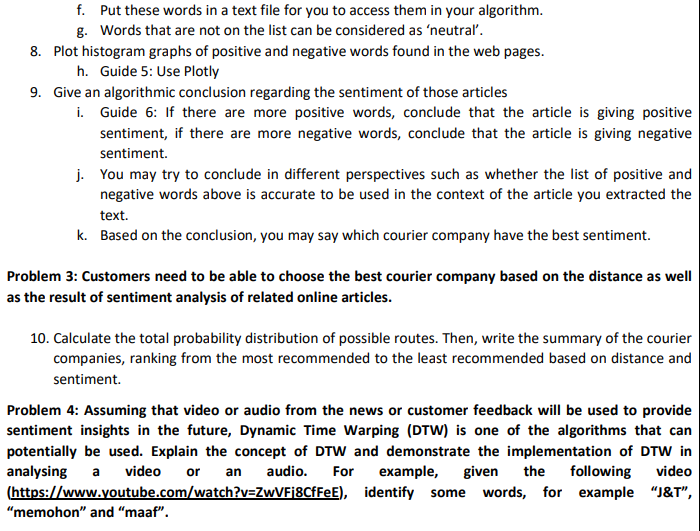 f. Put these words in a text file for you to access them in your algorithm.
g. Words that are not on the list can be considered as ‘neutral’.
8. Plot histogram graphs of positive and negative words found in the web pages.
h. Guide 5: Use Plotly
9. Give an algorithmic conclusion regarding the sentiment of those articles
i. Guide 6: If there are more positive words, conclude that the article is giving positive
sentiment, if there are more negative words, conclude that the article is giving negative
sentiment.
j. You may try to conclude in different perspectives such as whether the list of positive and
negative words above is accurate to be used in the context of the article you extracted the
text.
k. Based on the conclusion, you may say which courier company have the best sentiment.
Problem 3: Customers need to be able to choose the best courier company based on the distance as well
as the result of sentiment analysis of related online articles.
10. Calculate the total probability distribution of possible routes. Then, write the summary of the courier
companies, ranking from the most recommended to the least recommended based on distance and
sentiment.
Problem 4: Assuming that video or audio from the news or customer feedback will be used to provide
sentiment insights in the future, Dynamic Time Warping (DTW) is one of the algorithms that can
potentially be used. Explain the concept of DTW and demonstrate the implementation of DTW in
analysing a video or an audio. For example, given the following video
(https://www.youtube.com/watch?v=ZwVFj8CfFeE), identify some words, for example “J&T”,
“memohon” and “maaf”.